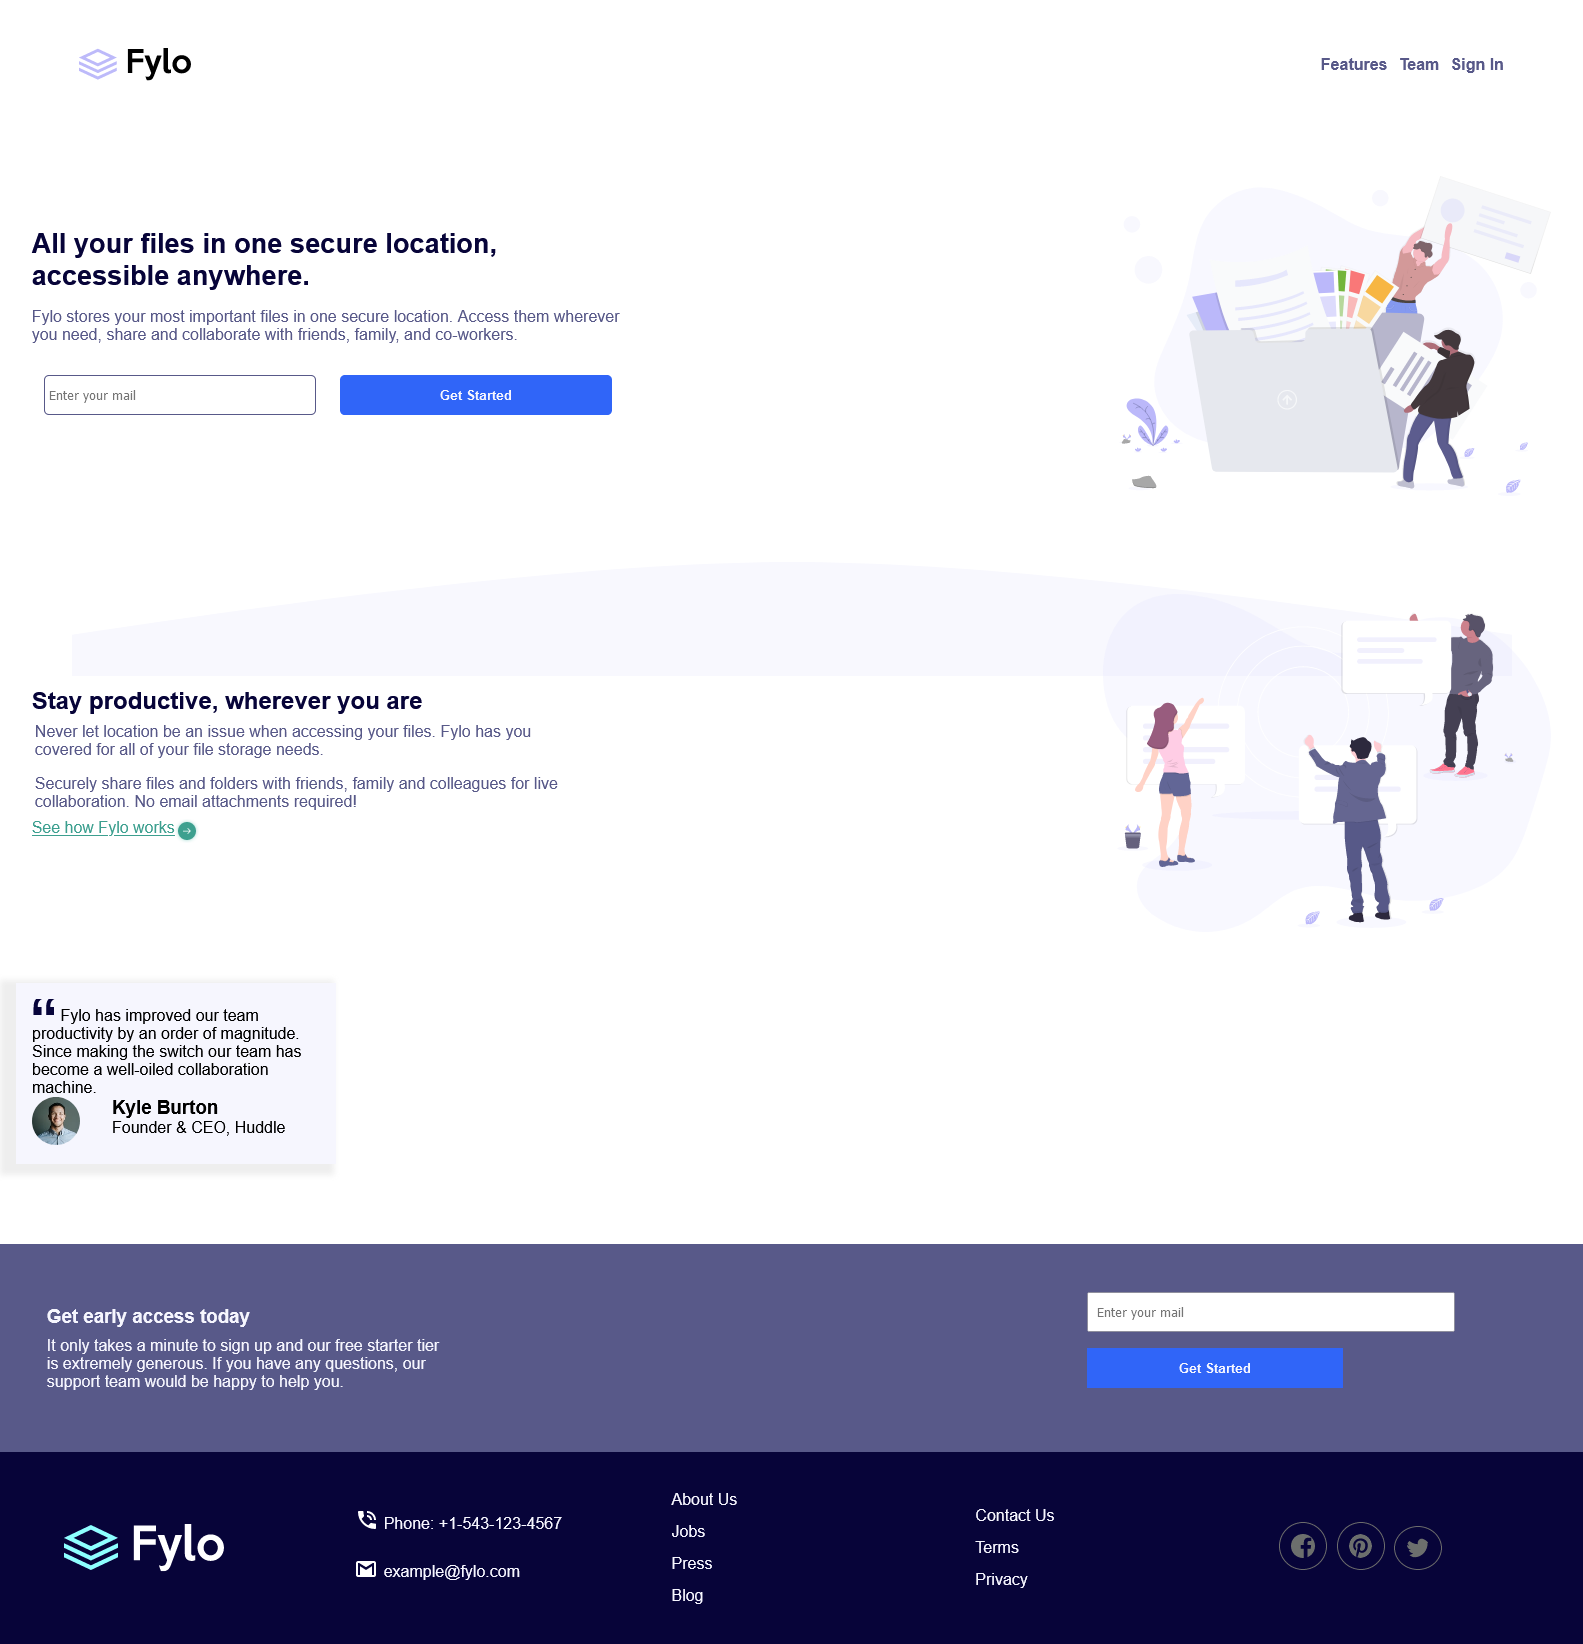 Fylo
Features Team Sign In
All your files in one secure location,
accessible anywhere.
Fylo stores your most important files in one secure location. Access them wherever
you need, share and collaborate with friends, family, and co-workers.
Enter your mail
Get Started
Stay productive, wherever you are
Never let location be an issue when accessing your files. Fylo has you
covered for all of your file storage needs.
Securely share files and folders with friends, family and colleagues for live
collaboration. No email attachments required!
See how Fylo works
“ Fylo has improved our team
productivity by an order of magnitude.
Since making the switch our team has
become a well-oiled collaboration
machine.
Kyle Burton
Founder & CEO, Huddle
Get early access today
It only takes a minute to sign up and our free starter tier
is extremely generous. If you have any questions, our
support team would be happy to help you.
Enter your mail
Get Started
Fylo
Phone: +1-543-123-4567
example@fylo.com
About Us
Jobs
Press
Blog
Contact Us
Terms
Privacy